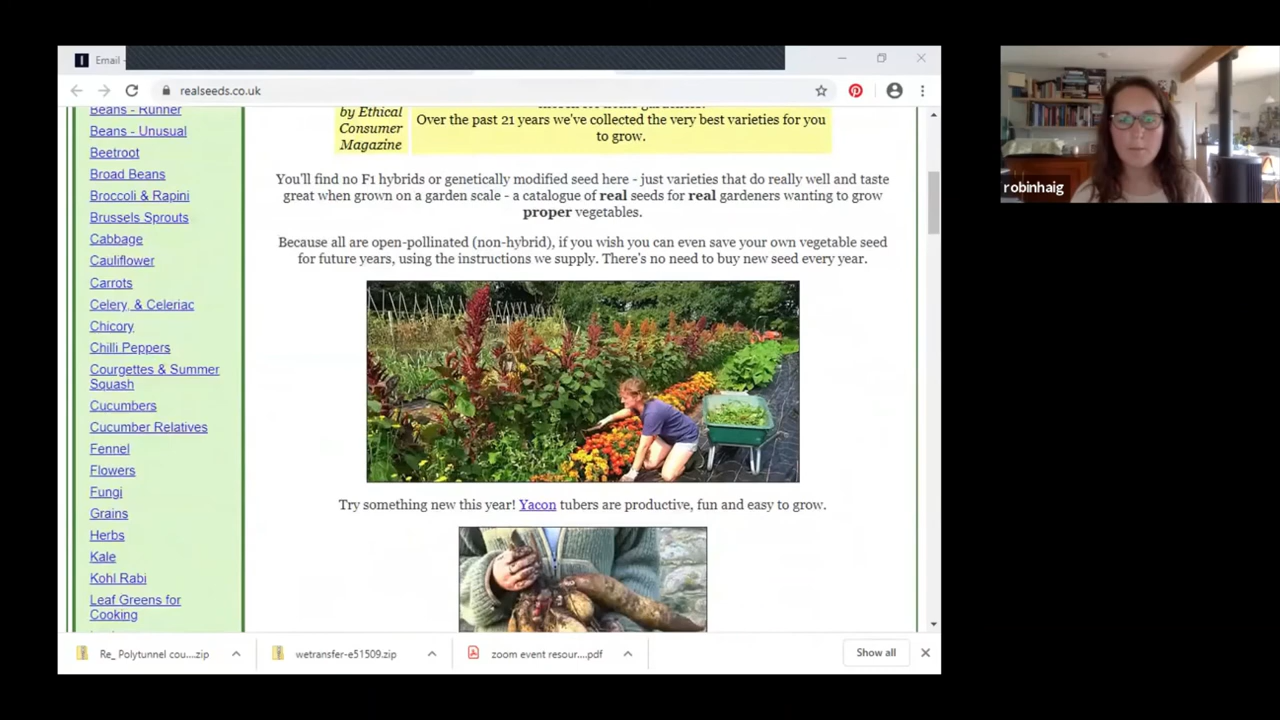 Email -
realseeds.co.uk
Beans - Runner
Beans - Unusual
Beetroot
Broad Beans
Broccoli & Rapini
Brussels Sprouts
Cabbage
Cauliflower
Carrots
Celery, & Celeriac
Chicory
Chilli Peppers
Courgettes & Summer
Squash
Cucumbers
Cucumber Relatives
Fennel
Flowers
Fungi
Grains
Herbs
Kale
Kohl Rabi
Leaf Greens for
Cooking
by Ethical
Consumer
Magazine
Over the past 21 years we've collected the very best varieties for you
to grow.
You'll find no F1 hybrids or genetically modified seed here - just varieties that do really well and taste
great when grown on a garden scale - a catalogue of real seeds for real gardeners wanting to grow
proper vegetables.
Because all are open-pollinated (non-hybrid), if you wish you can even save your own vegetable seed
for future years, using the instructions we supply. There's no need to buy new seed every year.
Try something new this year! Yacon tubers are productive, fun and easy to grow.
Re_ Polytunnel cou....zip
wetransfer-e51509.zip
zoom event resour....pdf
Show all
robinhaig